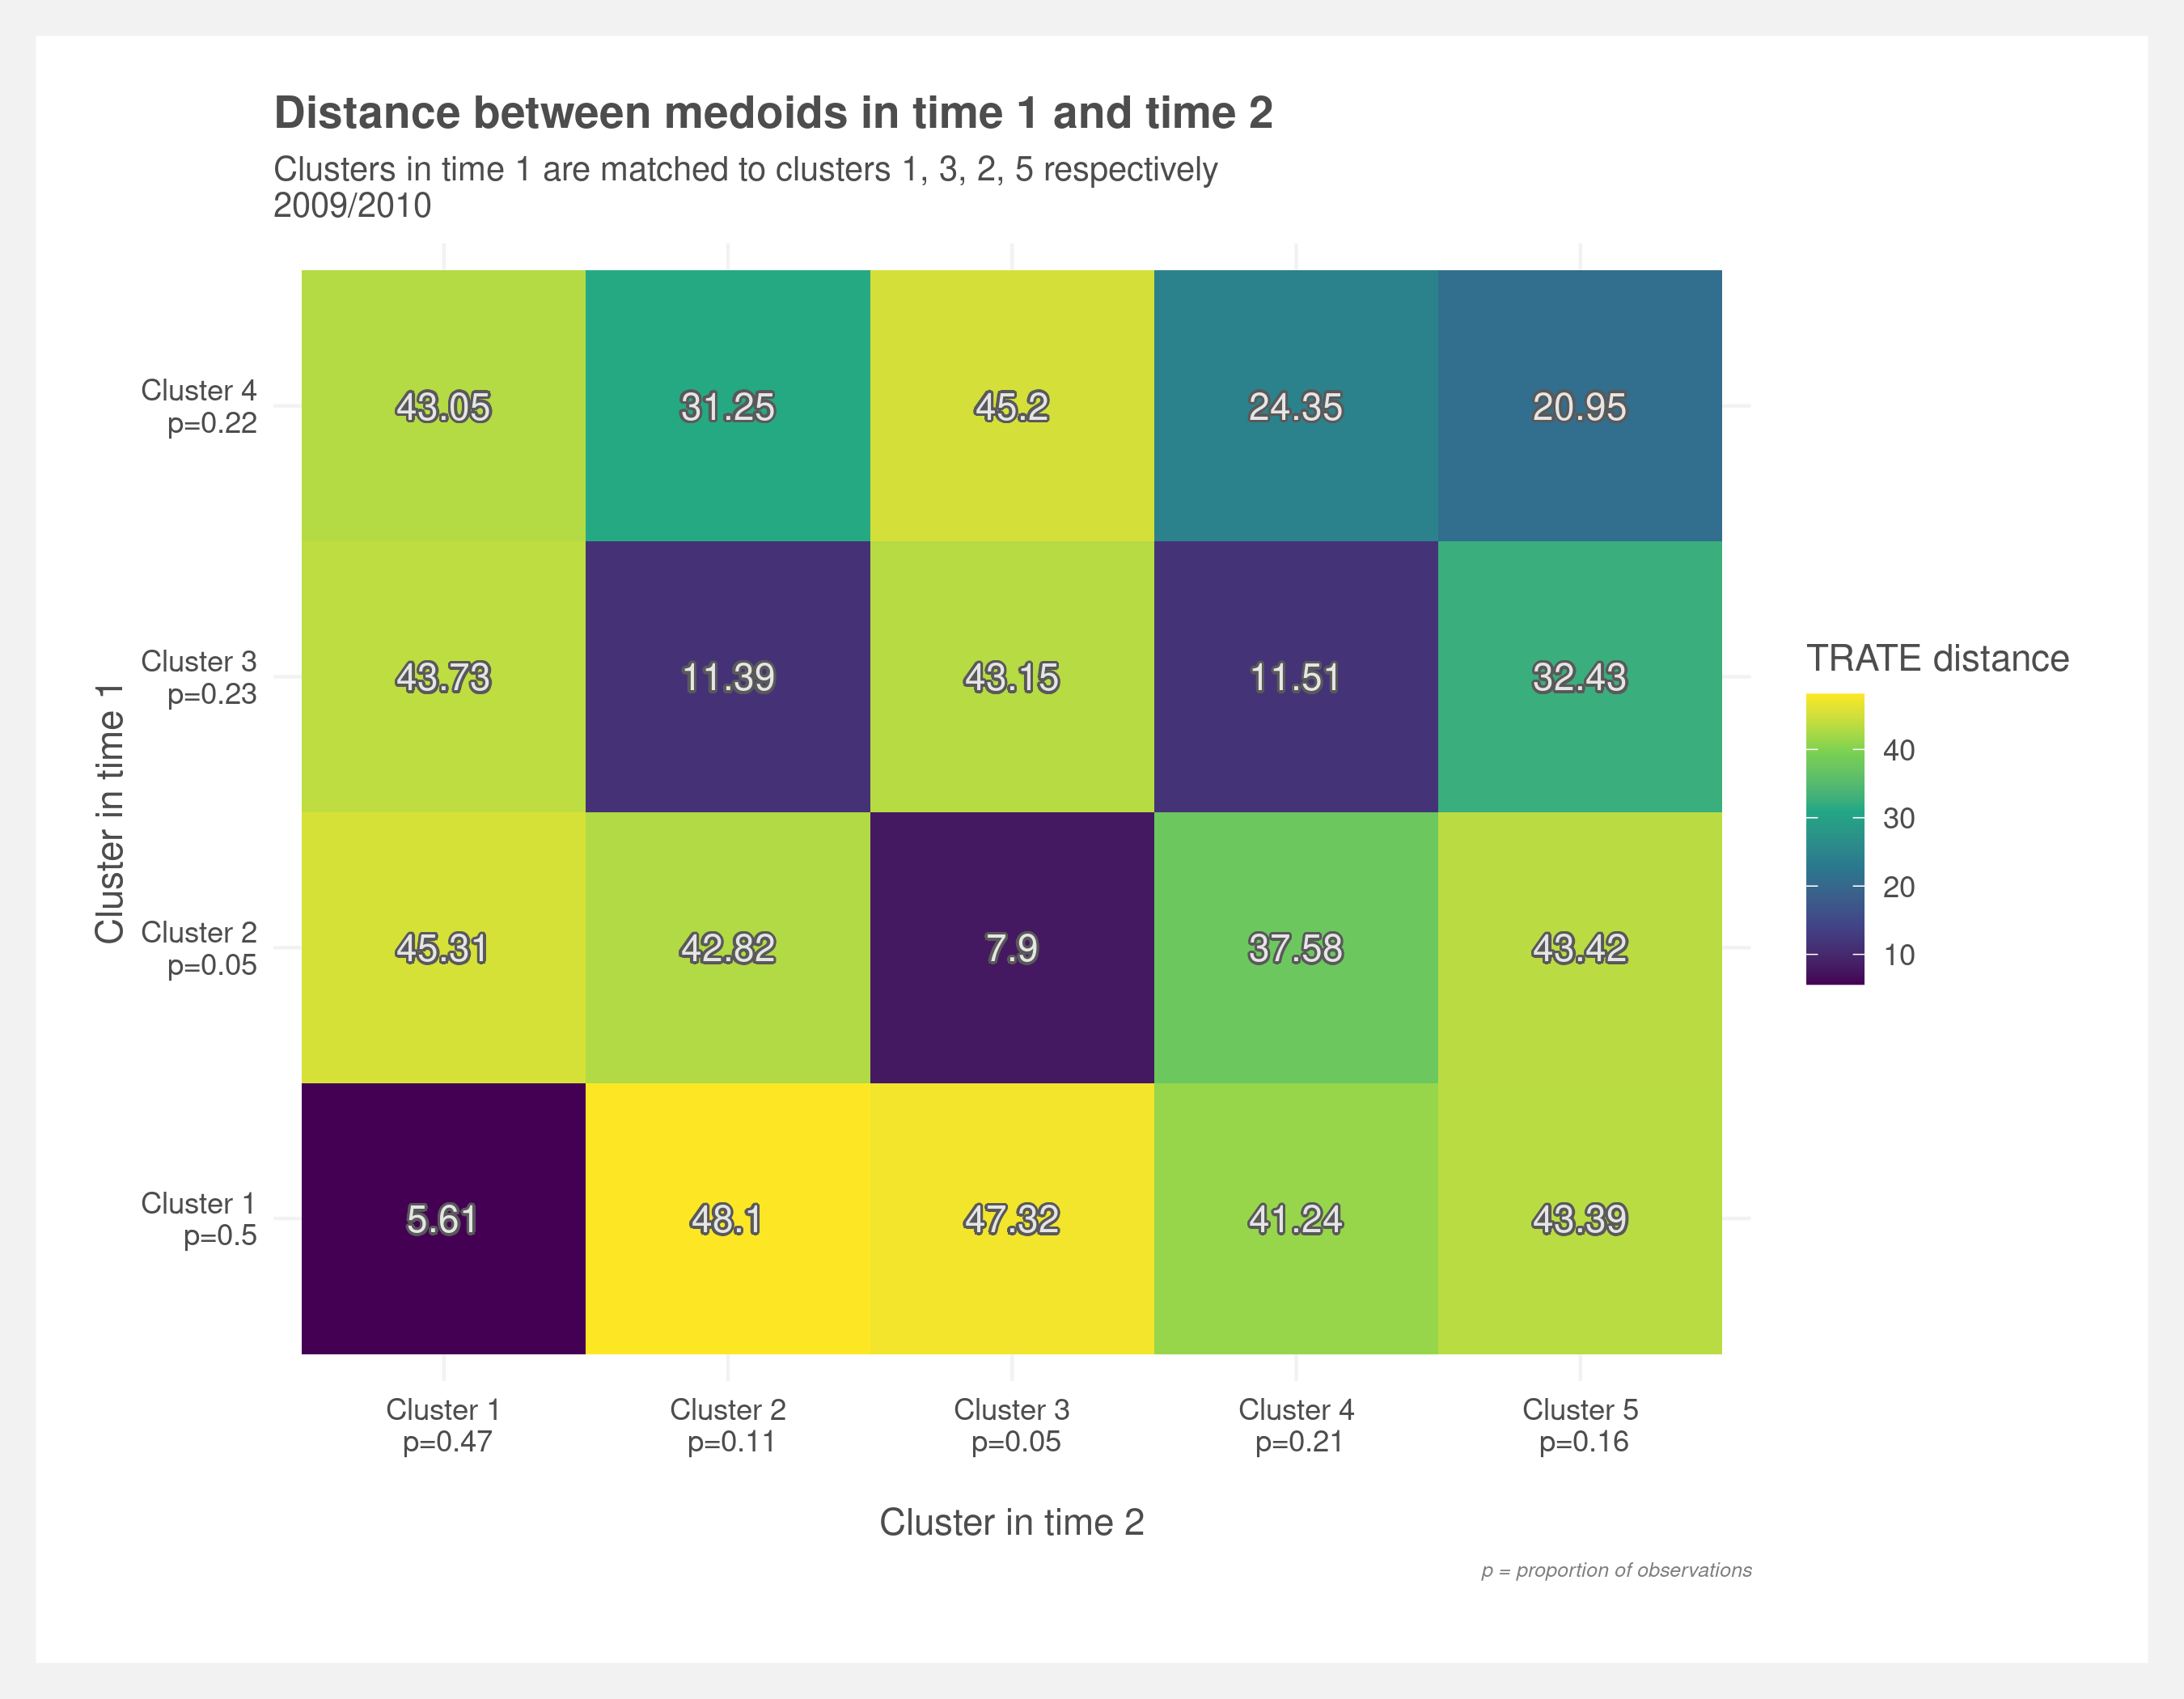 Distance between medoids in time 1 and time 2
Clusters in time 1 are matched to clusters 1, 3, 2, 5 respectively
2009/2010
Cluster in time 1
Cluster 4
p=0.22
43.05 31.25 45.2 24.35 20.95
Cluster 3
p=0.23
43.73 11.39 43.15 11.51 32.43
Cluster 2
p=0.05
45.31 42.82 7.9 37.58 43.42
Cluster 1
p=0.5
5.61 48.1 47.32 41.24 43.39
Cluster 1 Cluster 2 Cluster 3 Cluster 4 Cluster 5
p=0.47 p=0.11 p=0.05 p=0.21 p=0.16
Cluster in time 2
TRATE distance
40
30
20
10
p = proportion of observations